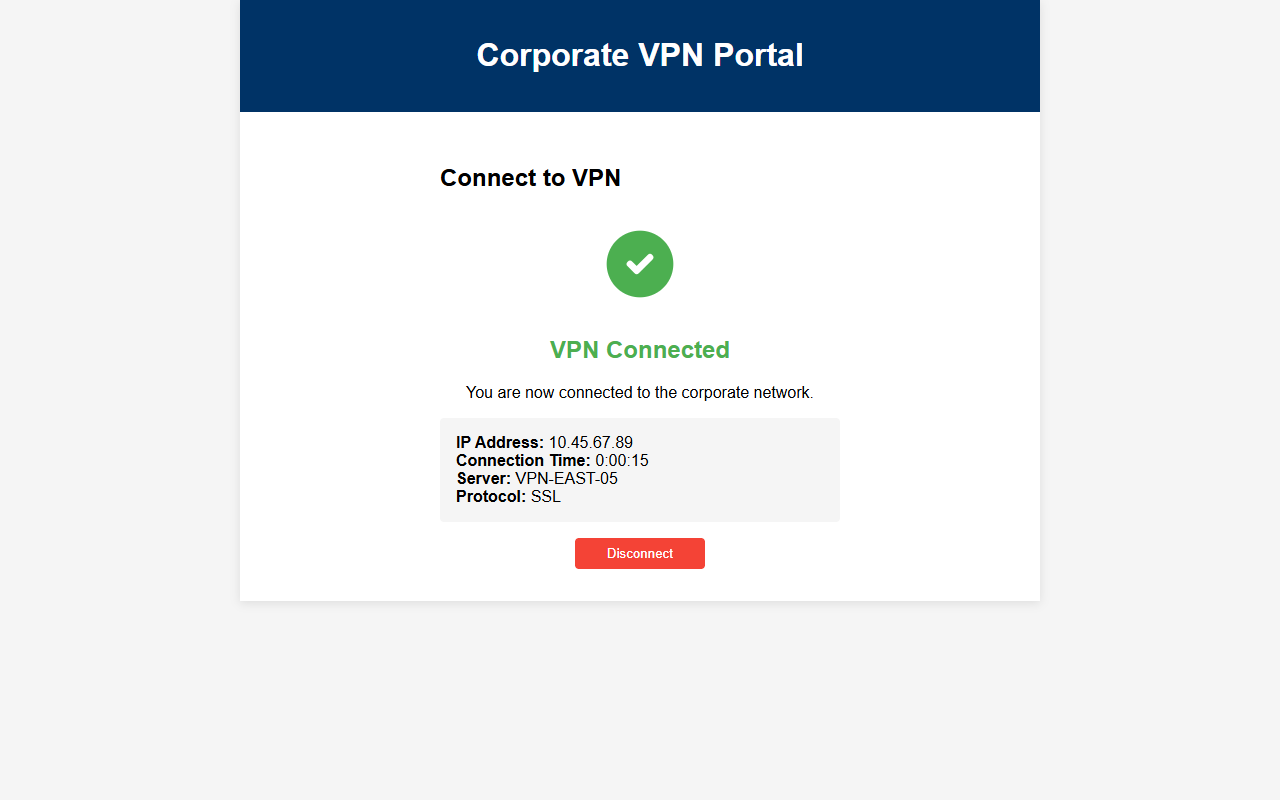 Corporate VPN Portal
Connect to VPN
VPN Connected
You are now connected to the corporate network.
IP Address: 10.45.67.89
Connection Time: 0:00:15
Server: VPN-EAST-05
Protocol: SSL
Disconnect